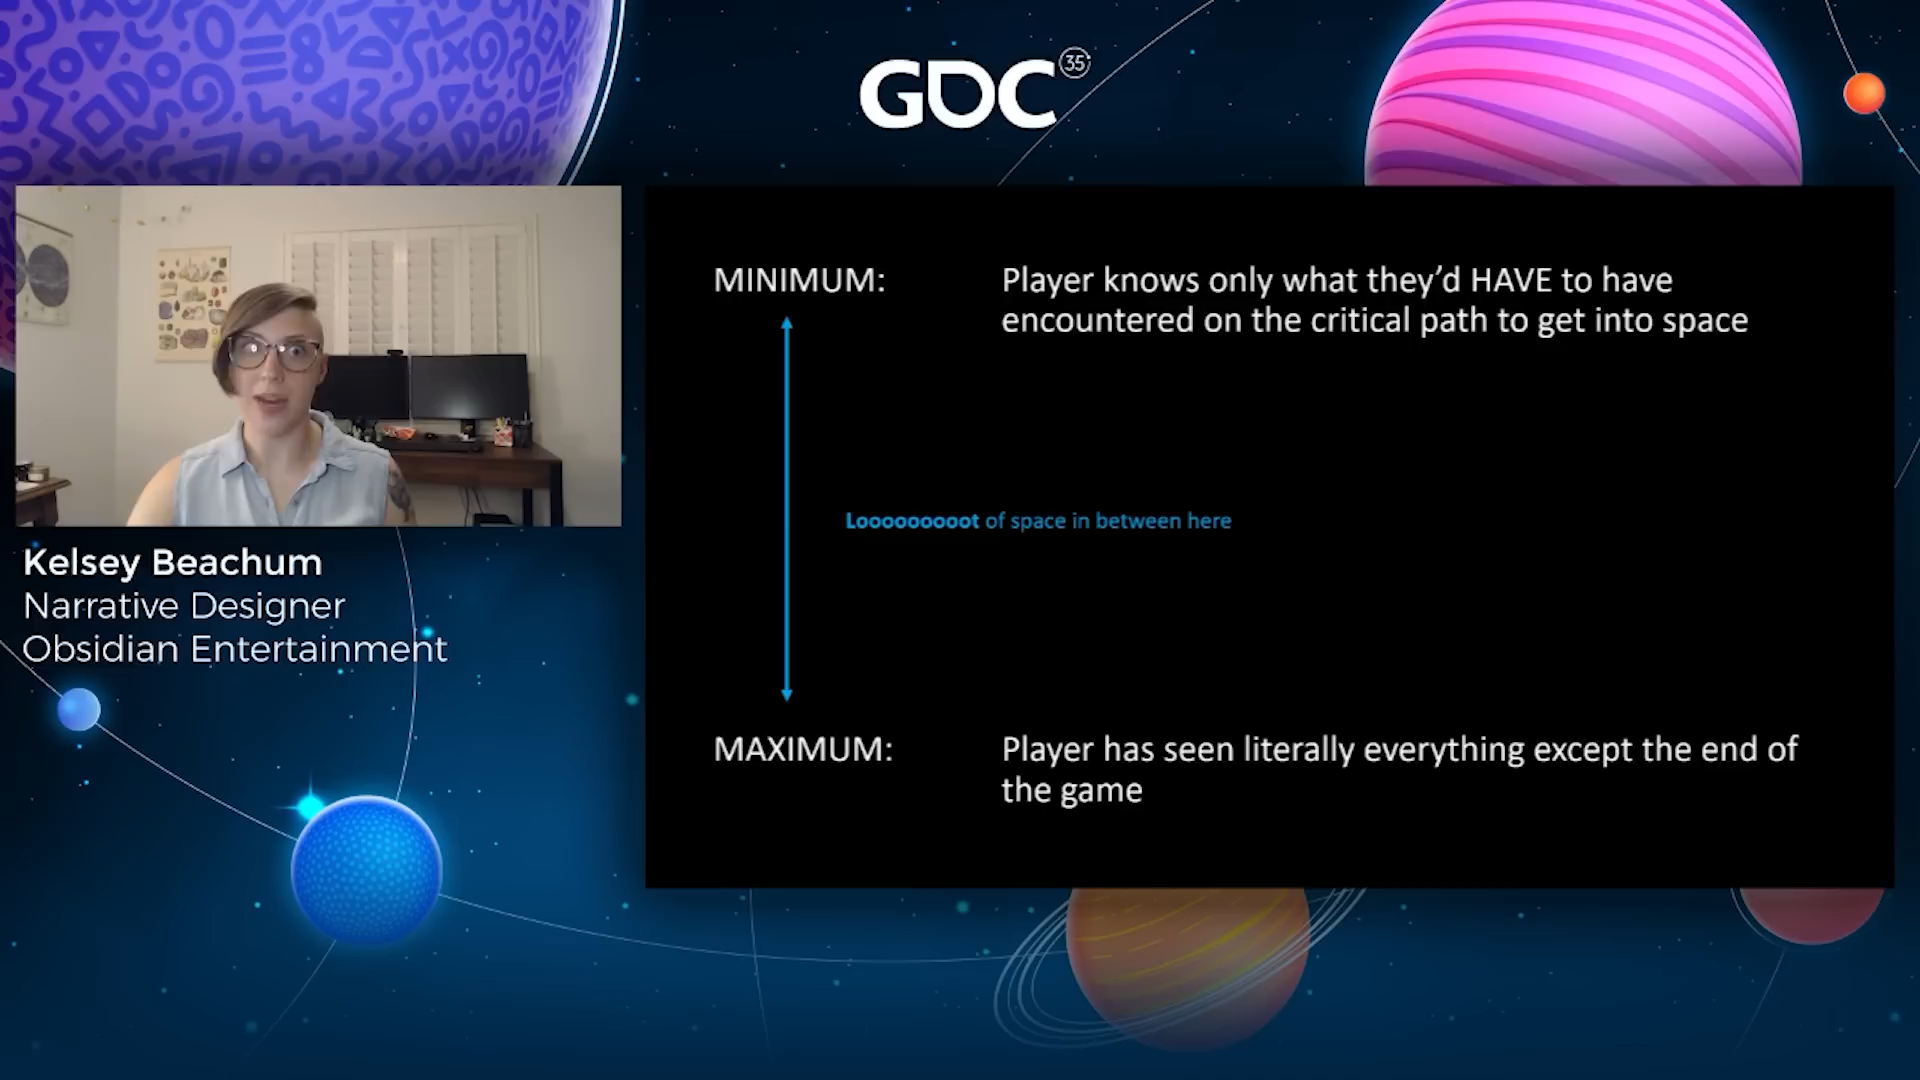 GDC 35
MINIMUM:
Player knows only what they’d HAVE to have
encountered on the critical path to get into space
Looooooooot of space in between here
MAXIMUM:
Player has seen literally everything except the end of
the game
Kelsey Beachum
Narrative Designer
Obsidian Entertainment